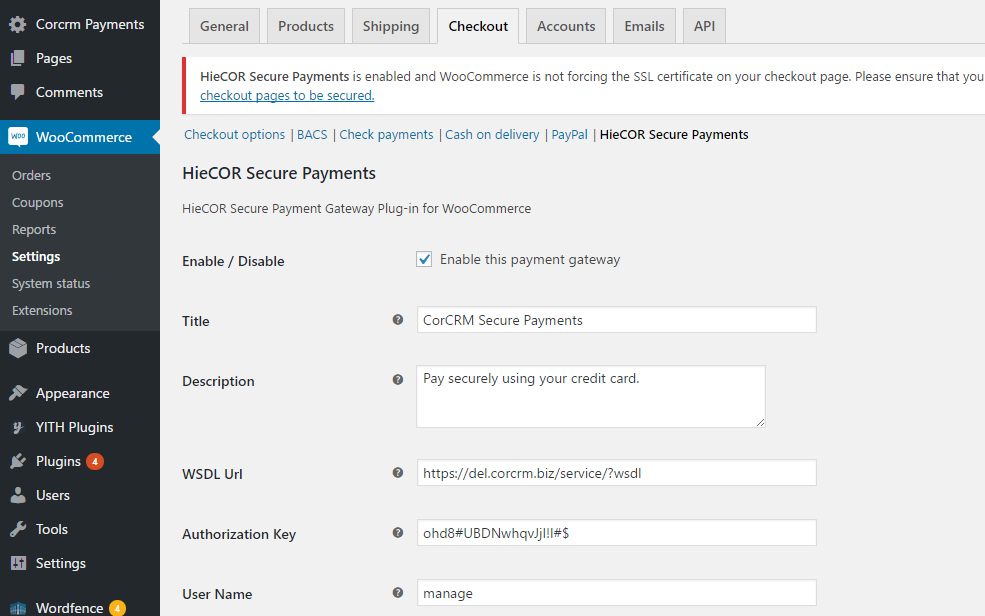 Corcrm Payments
Pages
Comments
WooCommerce
Orders
Coupons
Reports
Settings
System status
Extensions
Products
Appearance
YITH Plugins
Plugins 4
Users
Tools
Settings
Wordfence 4
General Products Shipping Checkout Accounts Emails API
HieCOR Secure Payments is enabled and WooCommerce is not forcing the SSL certificate on your checkout page. Please ensure that you
checkout pages to be secured.
Checkout options | BACS | Check payments | Cash on delivery | PayPal | HieCOR Secure Payments
HieCOR Secure Payments
HieCOR Secure Payment Gateway Plug-in for WooCommerce
Enable / Disable Enable this payment gateway
Title ? CorCRM Secure Payments
Description ? Pay securely using your credit card.
WSDL Url ? https://del.corcrm.biz/service/?wsdl
Authorization Key ?
User Name ? manage